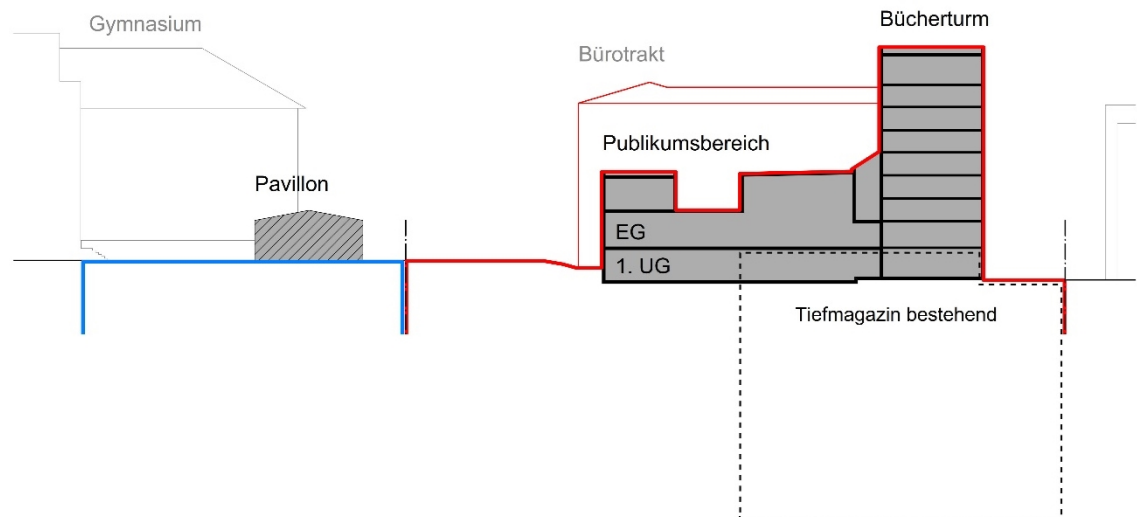 Gymnasium
Bücherturm
Bürotrakt
Publikumsbereich
Pavillon
EG
1. UG
Tiefmagazin bestehend